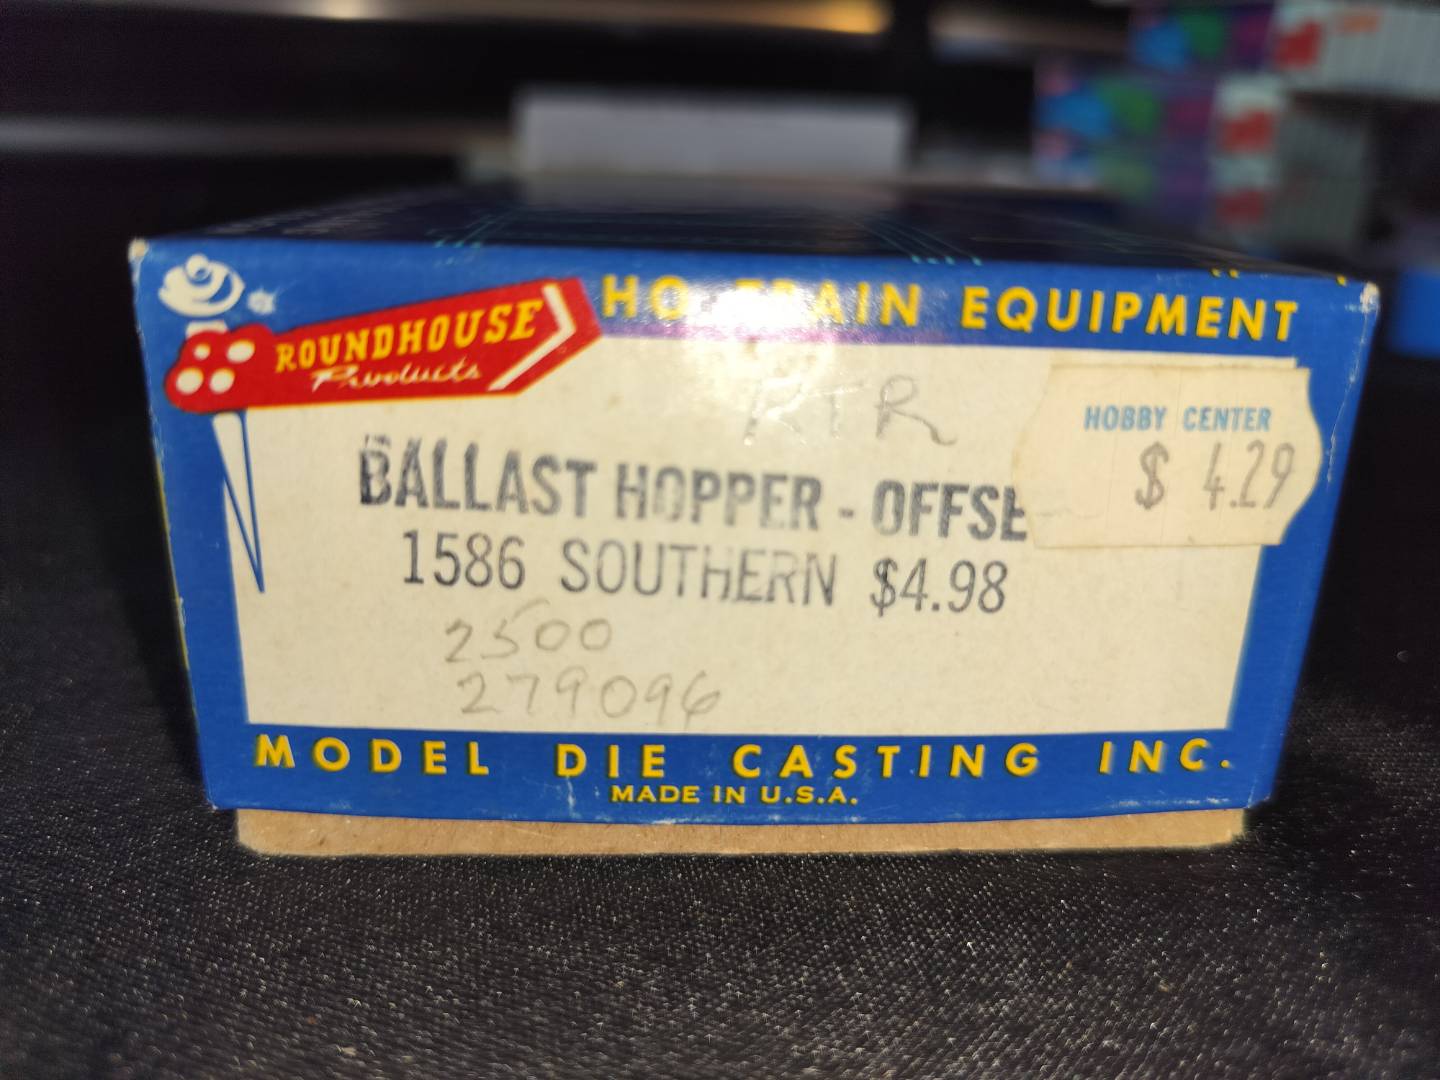 HO TRAIN EQUIPMENT
ROUNDHOUSE
Products
RTR
HOBBY CENTER
$ 4.29
BALLAST HOPPER - OFFSE
1586 SOUTHERN $4.98
2500
279096
MODEL DIE CASTING INC.
MADE IN U.S.A.